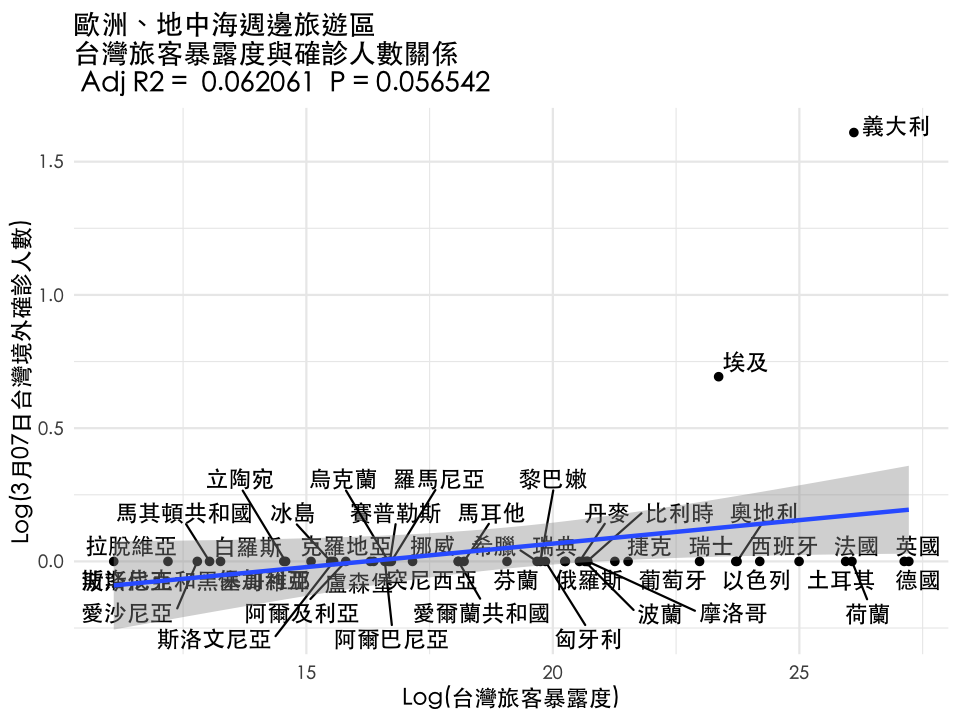 歐洲、地中海週邊旅遊區
台灣旅客暴露度與確診人數關係
Adj R2 = 0.062061 P = 0.056542
義大利
1.5
1.0
埃及
0.5
立陶宛 烏克蘭 羅馬尼亞 黎巴嫩
馬其頓共和國 冰島 賽普勒斯 馬耳他 丹麥 比利時 奧地利
拉脫維亞 白羅斯 克羅地亞 挪威 希臘 瑞典 捷克 瑞士 西班牙 法國 英國
0.0
盧森堡 突尼西亞 芬蘭 俄羅斯 葡萄牙 以色列 土耳其 德國
愛沙尼亞 阿爾及利亞 愛爾蘭共和國 波蘭 摩洛哥 荷蘭
斯洛文尼亞 阿爾巴尼亞 匈牙利
15 20 25
Log(台灣旅客暴露度)
Log(3月07日台灣境外確診人數)